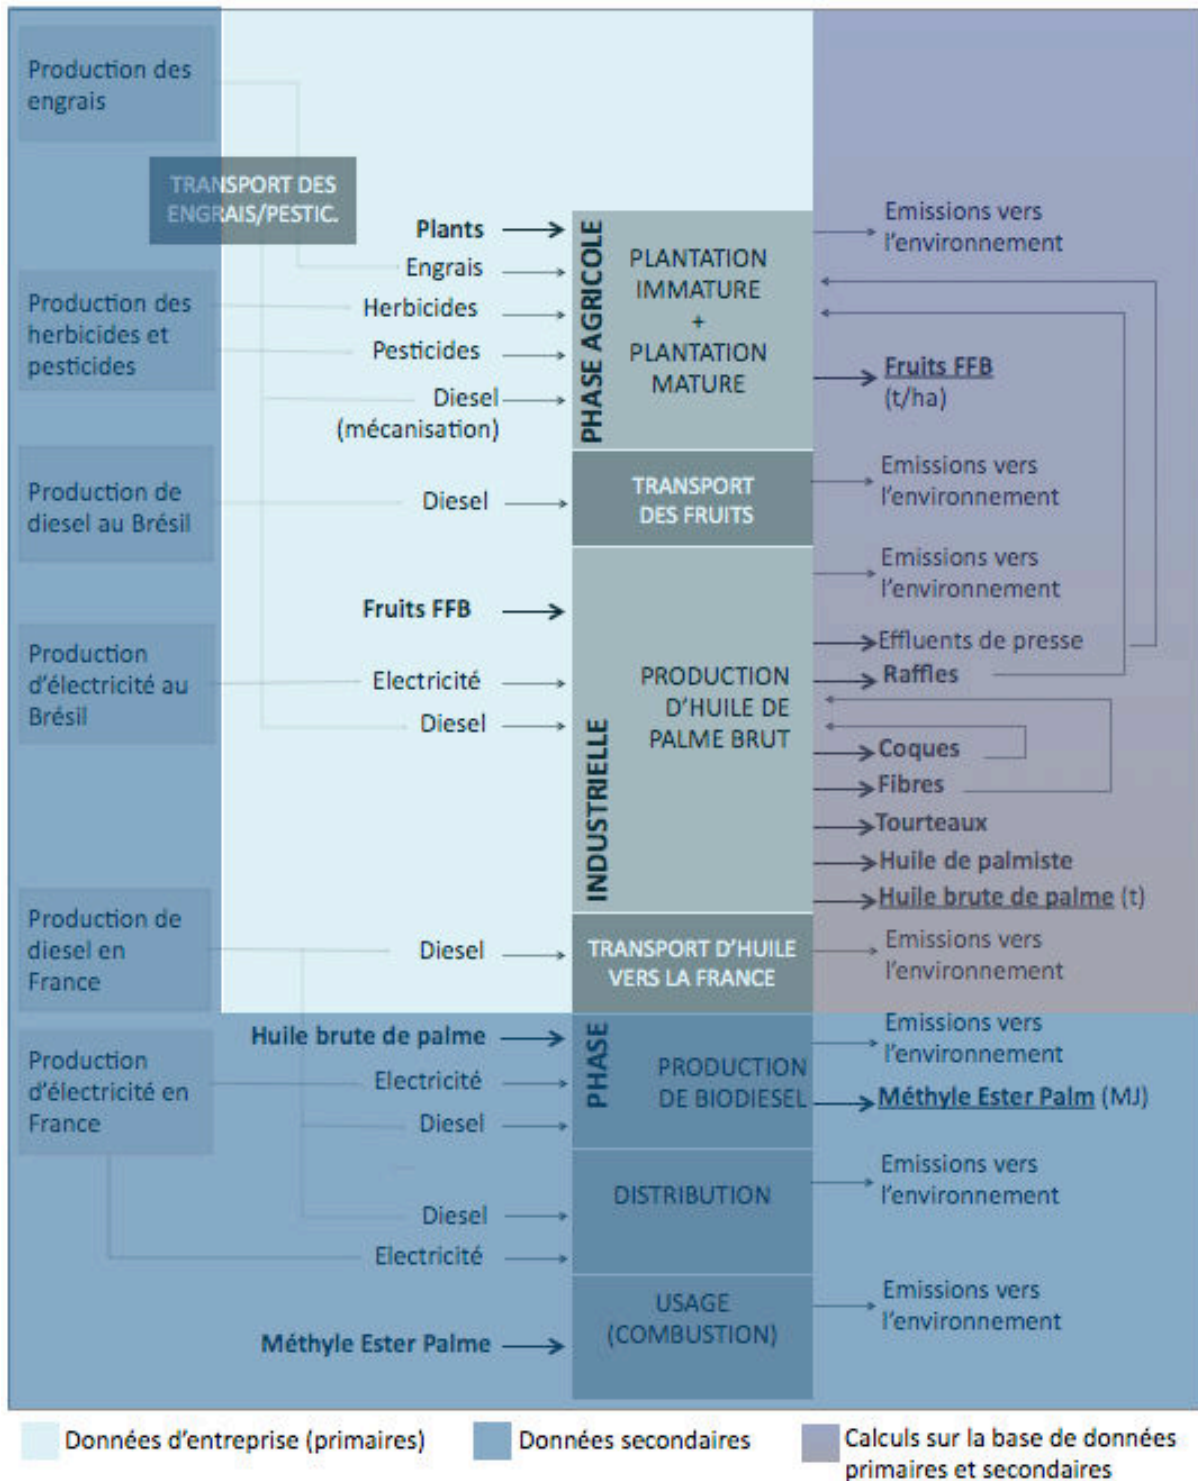 Production des
engrais
TRANSPORT DES
ENGRAIS/PESTIC.
Production des
herbicides et
pesticides
Production de
diesel au Brésil
Production
d'électricité au
Brésil
Production de
diesel en
France
Production
d'électricité en
France
Plants
Engrais
Herbicides
Pesticides
Diesel
(mécanisation)
Diesel
Fruits FFB
Electricité
Diesel
Diesel
Huile brute de palme
Electricité
Diesel
Diesel
Electricité
Méthyle Ester Palme
PHASE AGRICOLE
PLANTATION
IMMATURE
+
PLANTATION
MATURE
TRANSPORT
DES FRUITS
INDUSTRIELLE
PRODUCTION
D'HUILE DE
PALME BRUT
TRANSPORT D'HUILE
VERS LA FRANCE
PHASE
PRODUCTION
DE BIODIESEL
DISTRIBUTION
USAGE
(COMBUSTION)
Emissions vers
l'environnement
Fruits FFB
(t/ha)
Emissions vers
l'environnement
Emissions vers
l'environnement
Effluents de presse
Raffles
Coques
Fibres
Tourteaux
Huile de palmiste
Huile brute de palme (t)
Emissions vers
l'environnement
Emissions vers
l'environnement
Méthyle Ester Palm (MJ)
Emissions vers
l'environnement
Emissions vers
l'environnement
Données d'entreprise (primaires)
Données secondaires
Calculs sur la base de données
primaires et secondaires